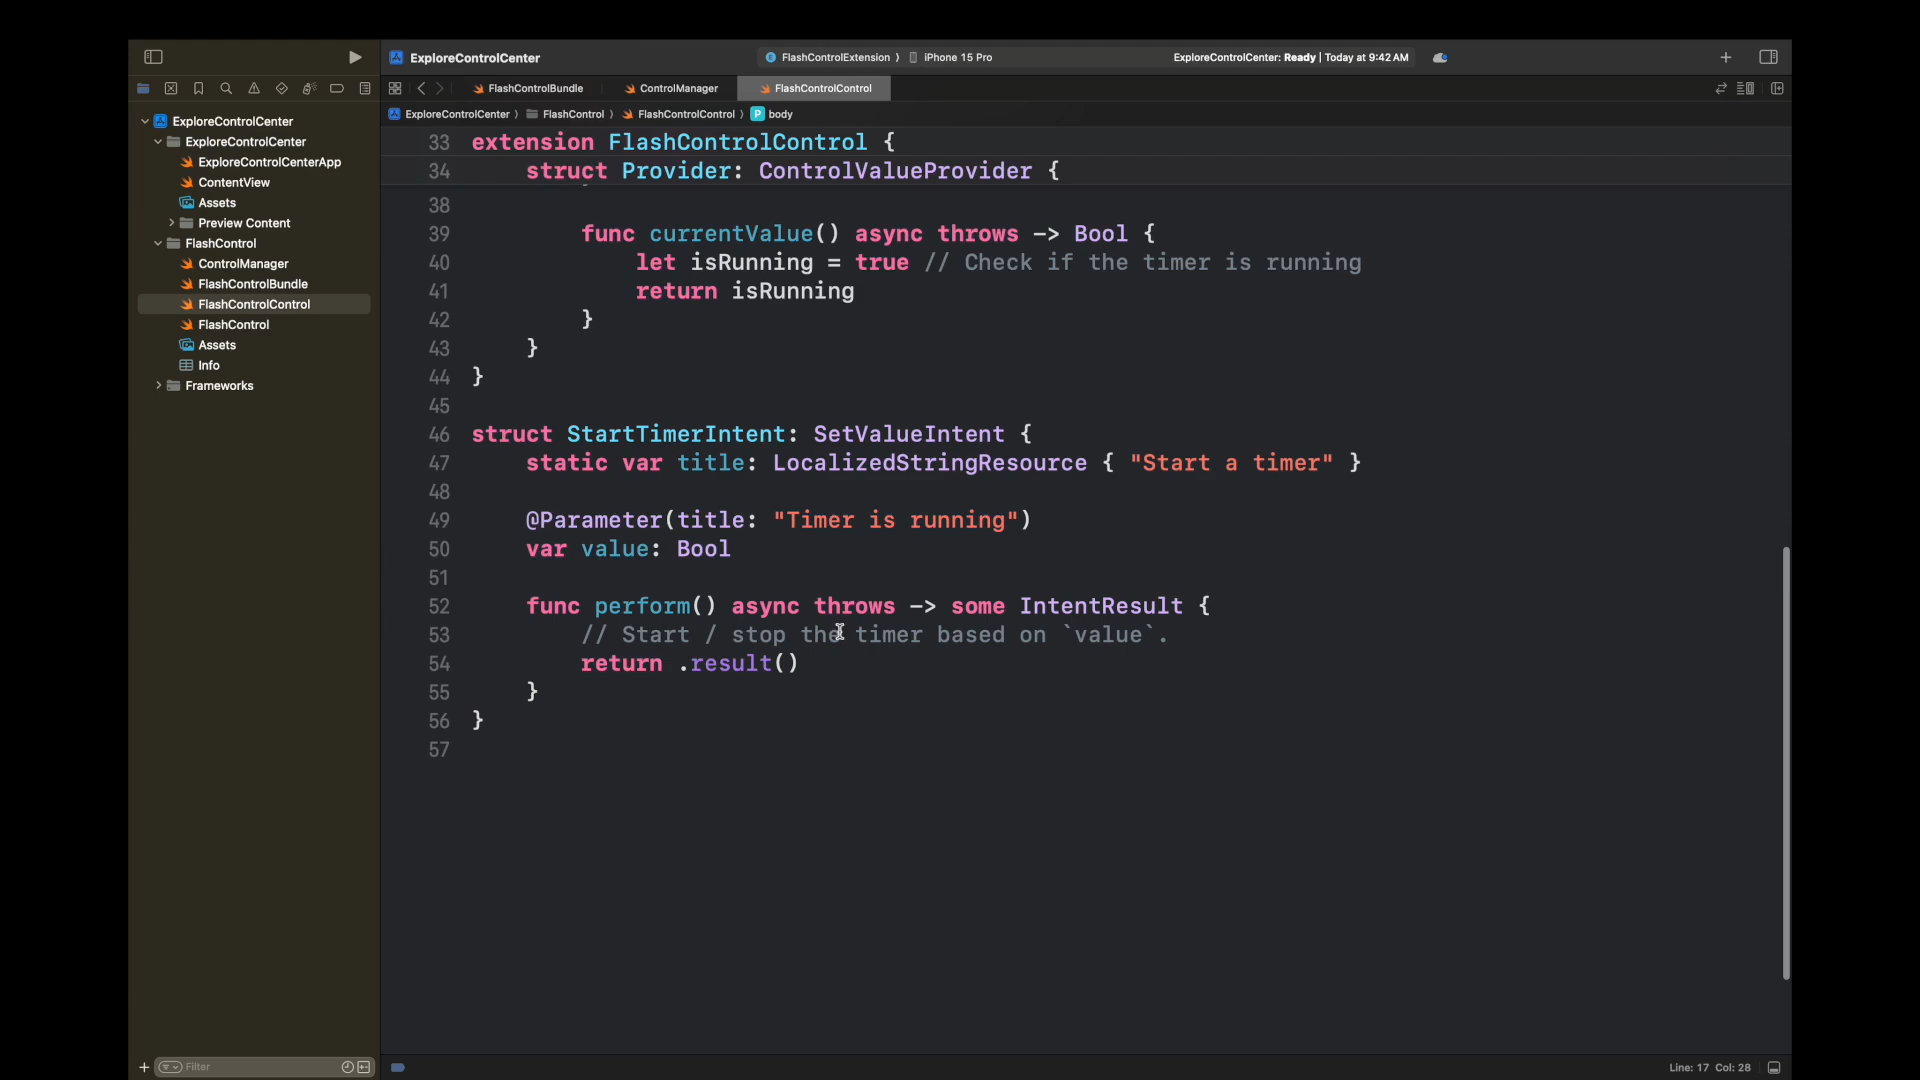 ExploreControlCenter
FlashControlExtension
iPhone 15 Pro
ExploreControlCenter: Ready | Today at 9:42 AM
FlashControlBundle
ControlManager
FlashControlControl
ExploreControlCenter
FlashControl
FlashControlControl
P body
ExploreControlCenter
ExploreControlCenter
ExploreControlCenterApp
ContentView
Assets
Preview Content
FlashControl
ControlManager
FlashControlBundle
FlashControlControl
FlashControl
Assets
Info
Frameworks
Filter
33 extension FlashControlControl {
34 struct Provider: ControlValueProvider {
38
39 func currentValue() async throws -> Bool {
40 let isRunning = true // Check if the timer is running
41 return isRunning
42 }
43 }
44 }
45
46 struct StartTimerIntent: SetValueIntent {
47 static var title: LocalizedStringResource { "Start a timer" }
48
49 @Parameter(title: "Timer is running")
50 var value: Bool
51
52 func perform() async throws -> some IntentResult {
53 // Start / stop the timer based on `value`.
54 return .result()
55 }
56 }
57
Line: 17 Col: 28